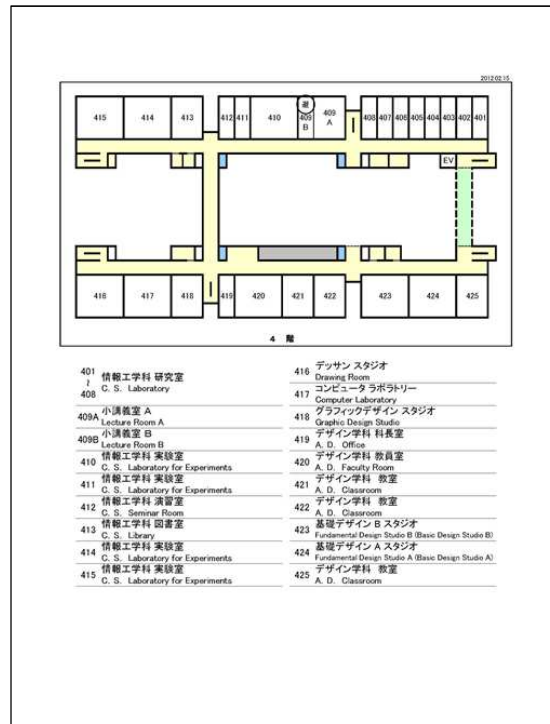 2012.02.15
415
414
413
412
411
410
避
409
B
409
A
408
407
406
405
404
403
402
401
EV
416
417
418
419
420
421
422
423
424
425
4 階
401
～
408
情報工学科 研究室
C. S. Laboratory
409A
小講義室 A
Lecture Room A
409B
小講義室 B
Lecture Room B
410
情報工学科 実験室
C. S. Laboratory for Experiments
411
情報工学科 実験室
C. S. Laboratory for Experiments
412
情報工学科 演習室
C. S. Seminar Room
413
情報工学科 図書室
C. S. Library
414
情報工学科 実験室
C. S. Laboratory for Experiments
415
情報工学科 実験室
C. S. Laboratory for Experiments
416
デッサン スタジオ
Drawing Room
417
コンピュータ ラボラトリー
Computer Laboratory
418
グラフィックデザイン スタジオ
Graphic Design Studio
419
デザイン学科 科長室
A. D. Office
420
デザイン学科 教員室
A. D. Faculty Room
421
デザイン学科 教室
A. D. Classroom
422
デザイン学科 教室
A. D. Classroom
423
基礎デザイン B スタジオ
Fundamental Design Studio B (Basic Design Studio B)
424
基礎デザイン A スタジオ
Fundamental Design Studio A (Basic Design Studio A)
425
デザイン学科 教室
A. D. Classroom